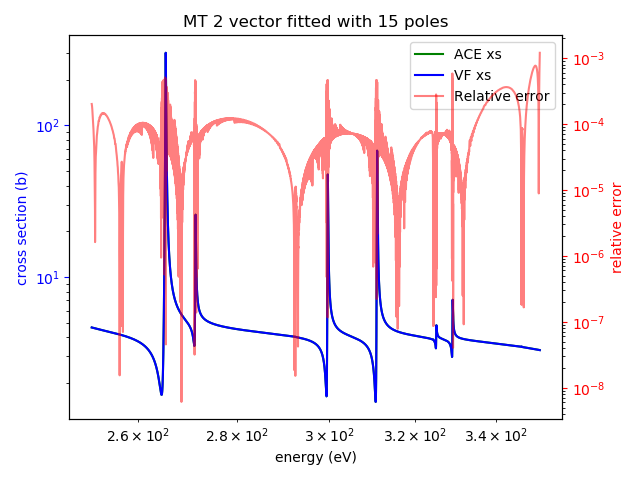 MT 2 vector fitted with 15 poles
ACE xs
VF xs
Relative error
10²
10¹
cross section (b)
10⁻³
10⁻⁴
10⁻⁵
10⁻⁶
10⁻⁷
10⁻⁸
relative error
2.6 × 10² 2.8 × 10² 3 × 10² 3.2 × 10² 3.4 × 10²
energy (eV)